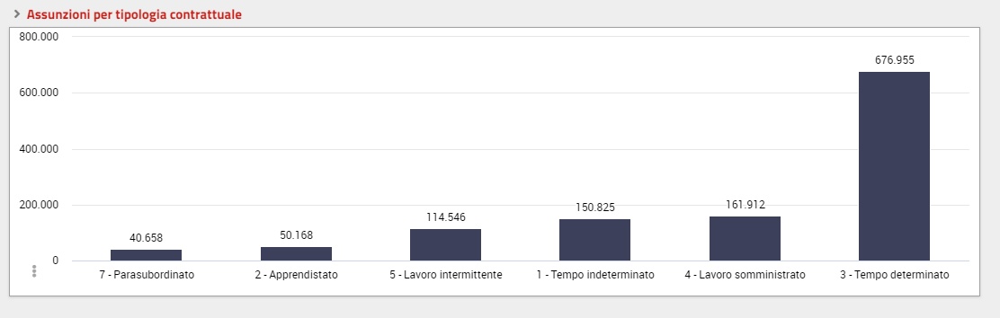 Assunzioni per tipologia contrattuale
800.000
676.955
600.000
400.000
200.000
161.912
150.825
114.546
50.168
40.658
0
7 - Parasubordinato
2 - Apprendistato
5 - Lavoro intermittente
1 - Tempo indeterminato
4 - Lavoro somministrato
3 - Tempo determinato